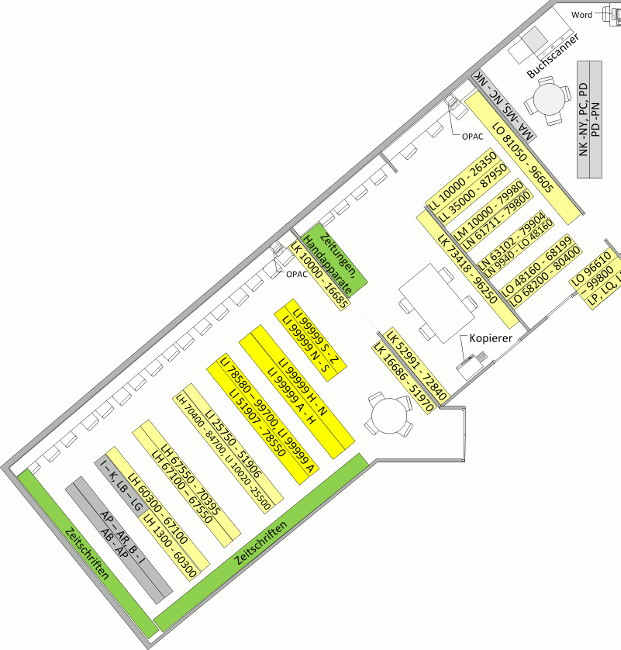 Word
Buchscanner
MA -MS, NC - NK
NK -NY, PC, PD
PD -PN
OPAC
LO 81050 - 96605
LL 10000 - 26350
LL 35000 - 87950
LM 10000 - 79980
LN 61711 - 79800
LN 63102 - 79904
LN 9940 - LO 48160
LO 48160 - 68199
LO 68200 - 80400
LK 73418 - 96250
LO 96610
– 99800
LP, LQ,
Zeitungen,
Handapparate
LK 10000 - 16685
OPAC
Kopierer
LK 52991 - 72840
LK 16686 - 51970
LI 99999 S - Z
LI 99999 N - S
LI 99999 H - N
LI 99999 A - H
LI 78580 – 99700, LI 99999 A
LI 51907 - 78550
LI 25750 - 51906
LH 70400 - 84700, LI 10020 -25500
LH 67550 - 70395
LH 67100 – 67550
I – K, LB – LG
LH 60300 - 67100
LH 1300 - 60300
AP – AR, B - I
AB - AP
Zeitschriften
Zeitschriften